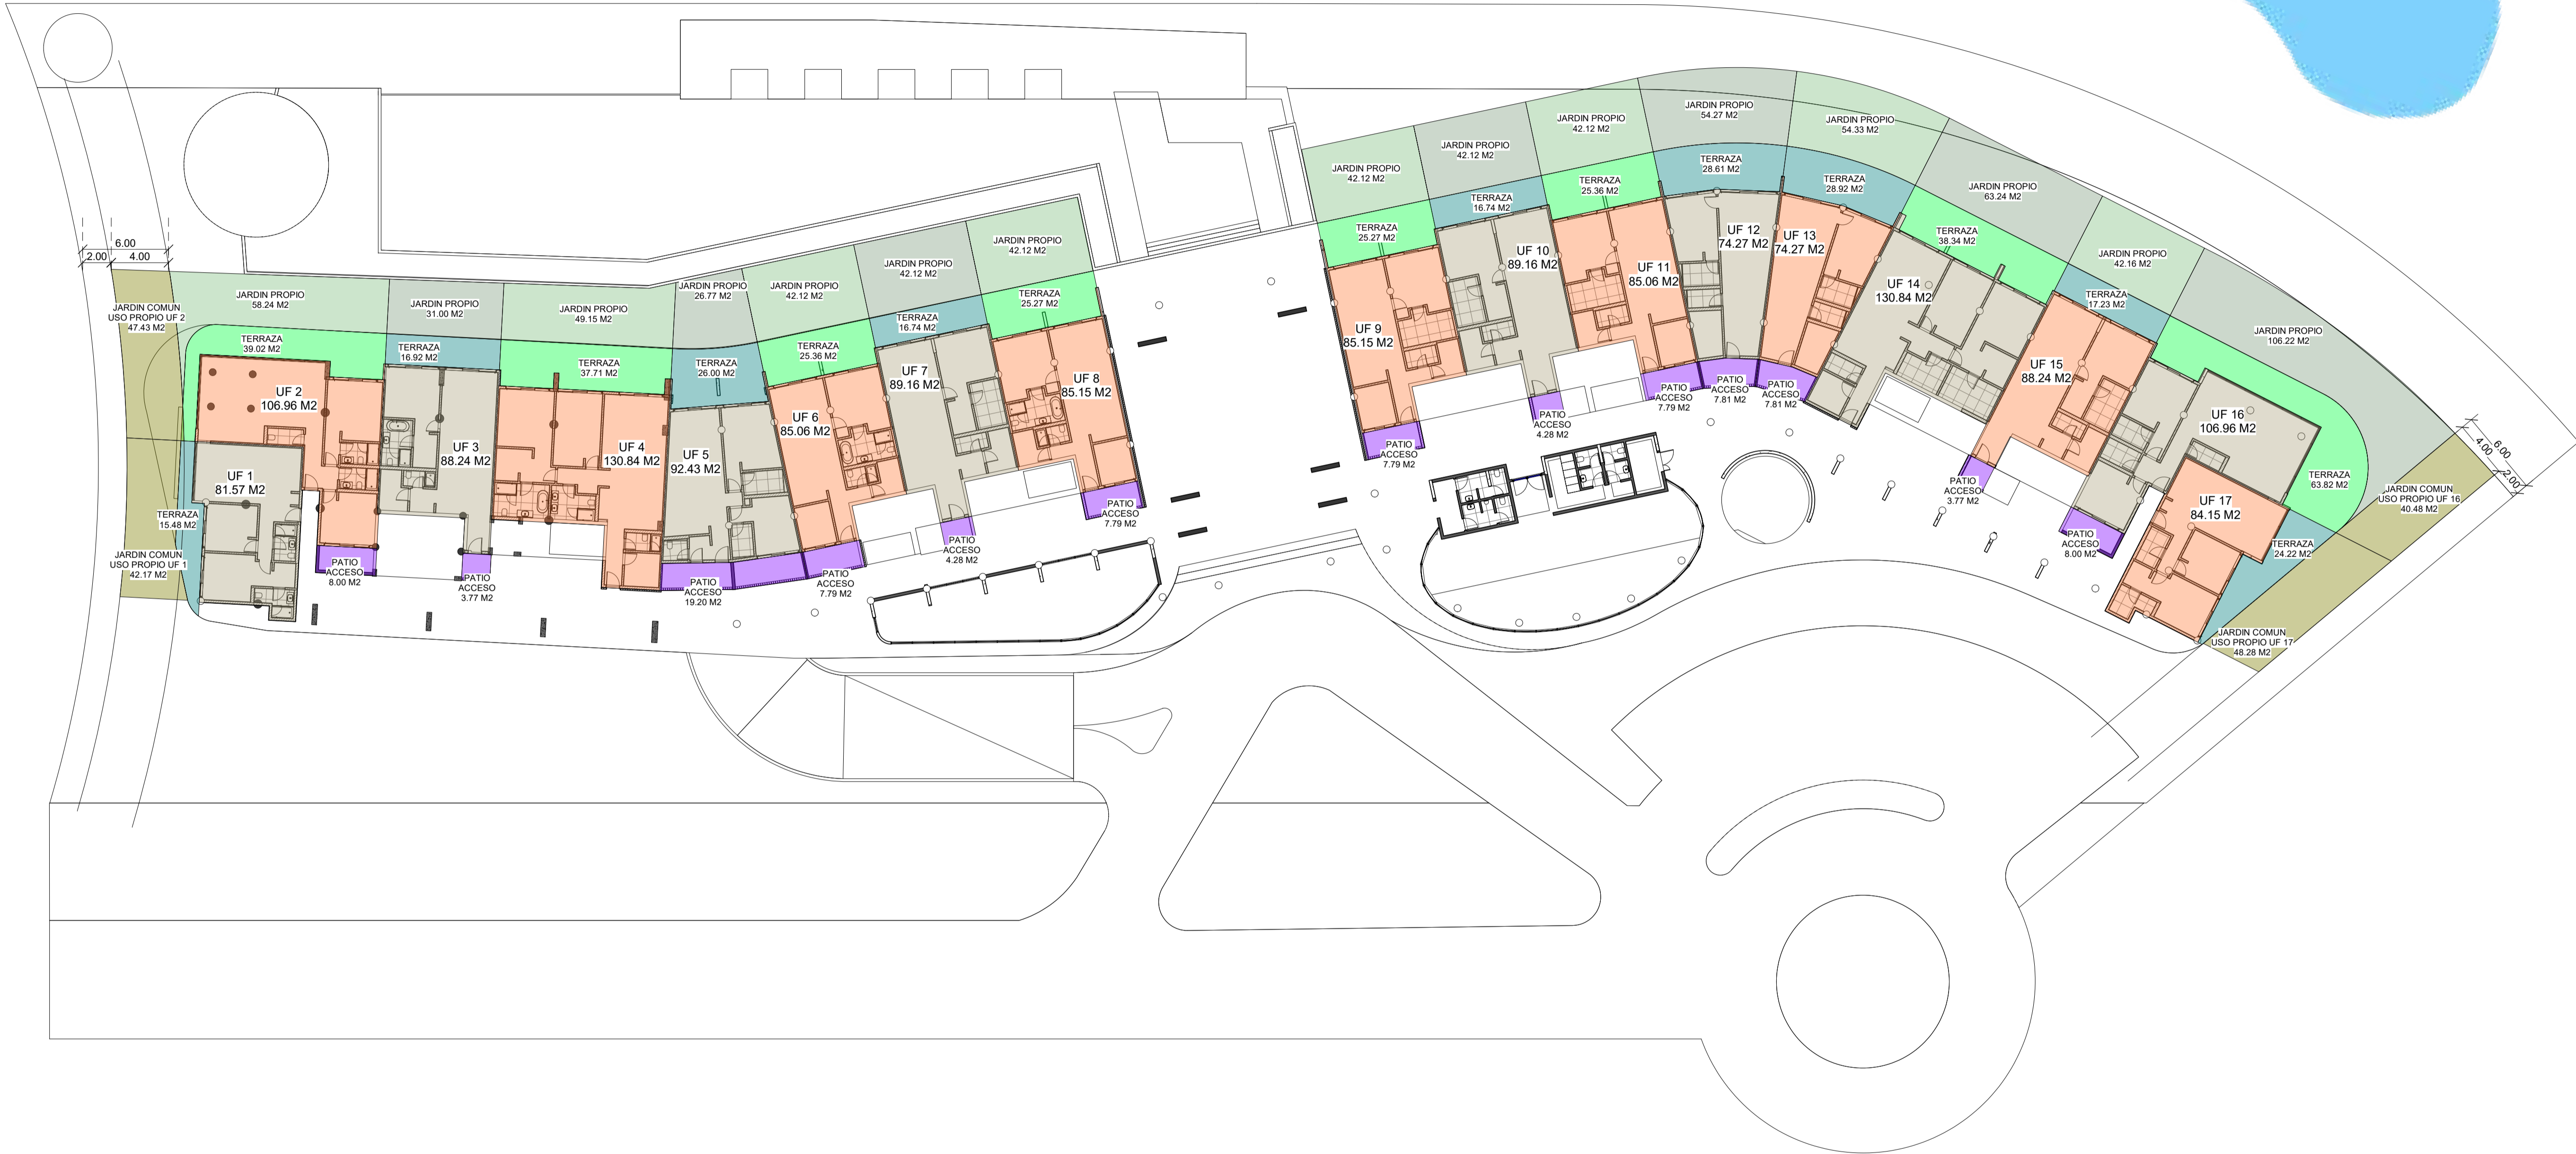 6.00
2.00
4.00
JARDIN COMUN
USO PROPIO UF 2
47.43 M2
JARDIN PROPIO
58.24 M2
JARDIN PROPIO
31.00 M2
JARDIN PROPIO
49.15 M2
JARDIN PROPIO
26.77 M2
JARDIN PROPIO
42.12 M2
JARDIN PROPIO
42.12 M2
JARDIN PROPIO
42.12 M2
TERRAZA
39.02 M2
TERRAZA
16.92 M2
TERRAZA
37.71 M2
TERRAZA
26.00 M2
TERRAZA
25.36 M2
TERRAZA
16.74 M2
TERRAZA
25.27 M2
UF 1
81.57 M2
UF 2
106.96 M2
UF 3
88.24 M2
UF 4
130.84 M2
UF 5
92.43 M2
UF 6
85.06 M2
UF 7
89.16 M2
UF 8
85.15 M2
TERRAZA
15.48 M2
JARDIN COMUN
USO PROPIO UF 1
42.17 M2
PATIO
ACCESO
8.00 M2
PATIO
ACCESO
3.77 M2
PATIO
ACCESO
19.20 M2
PATIO
ACCESO
7.79 M2
PATIO
ACCESO
4.28 M2
PATIO
ACCESO
7.79 M2
JARDIN PROPIO
42.12 M2
JARDIN PROPIO
42.12 M2
JARDIN PROPIO
42.12 M2
JARDIN PROPIO
54.27 M2
JARDIN PROPIO
54.33 M2
JARDIN PROPIO
63.24 M2
JARDIN PROPIO
42.16 M2
JARDIN PROPIO
106.22 M2
TERRAZA
25.27 M2
TERRAZA
16.74 M2
TERRAZA
25.36 M2
TERRAZA
28.61 M2
TERRAZA
28.92 M2
TERRAZA
38.34 M2
TERRAZA
17.23 M2
TERRAZA
63.82 M2
TERRAZA
24.22 M2
UF 9
85.15 M2
UF 10
89.16 M2
UF 11
85.06 M2
UF 12
74.27 M2
UF 13
74.27 M2
UF 14
130.84 M2
UF 15
88.24 M2
UF 16
106.96 M2
UF 17
84.15 M2
PATIO
ACCESO
7.79 M2
PATIO
ACCESO
4.28 M2
PATIO
ACCESO
7.79 M2
PATIO
ACCESO
7.81 M2
PATIO
ACCESO
7.81 M2
PATIO
ACCESO
3.77 M2
PATIO
ACCESO
8.00 M2
6.00
4.00
2.00
JARDIN COMUN
USO PROPIO UF 16
40.48 M2
JARDIN COMUN
USO PROPIO UF 17
48.28 M2